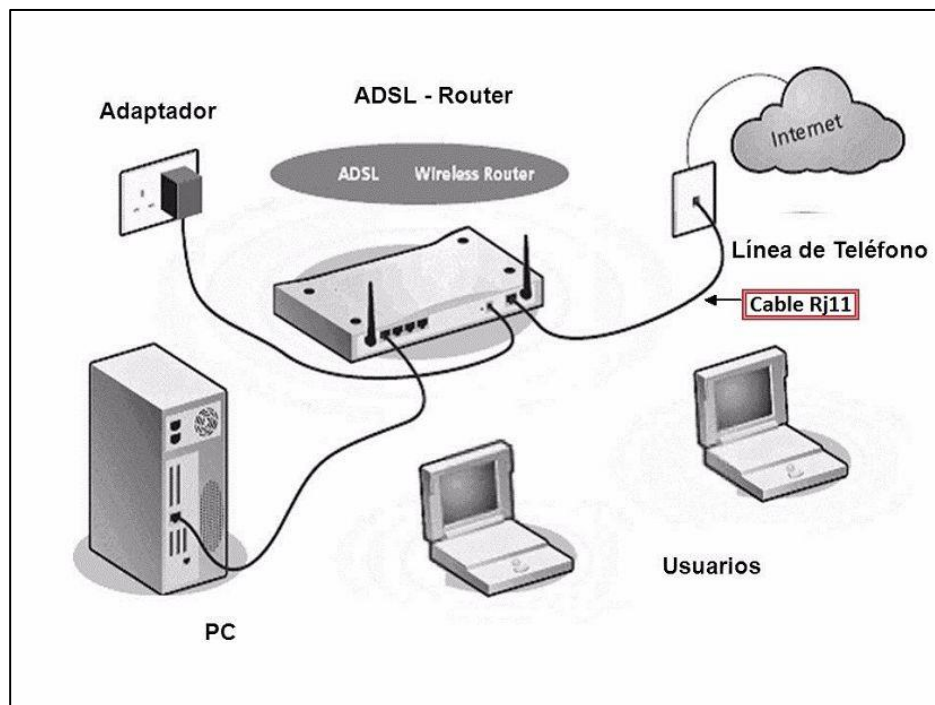 ADSL - Router
Adaptador
Internet
ADSL Wireless Router
Línea de Teléfono
Cable Rj11
Usuarios
PC